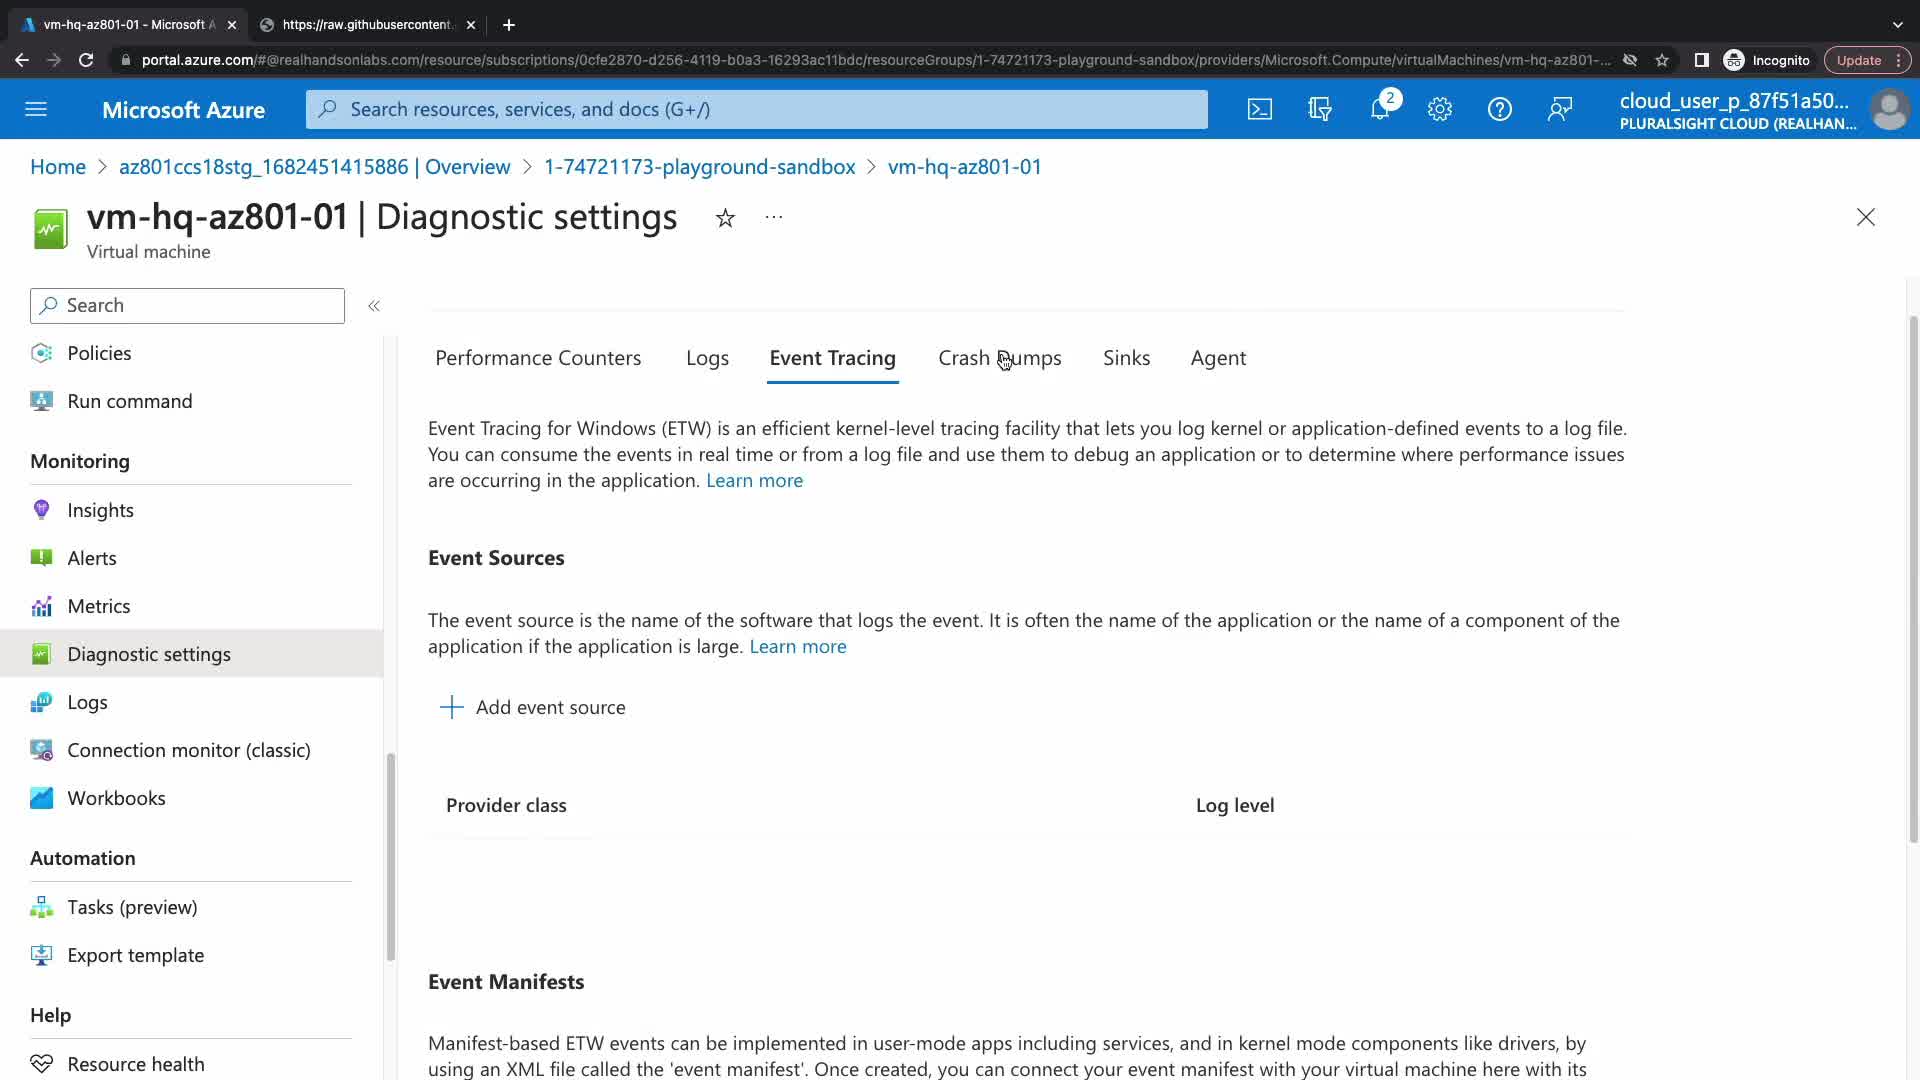 vm-hq-az801-01 - Microsoft A
https://raw.githubusercontent.
portal.azure.com/#@realhandsonlabs.com/resource/subscriptions/0cfe2870-d256-4119-b0a3-16293ac11bdc/resourceGroups/1-74721173-playground-sandbox/providers/Microsoft.Compute/virtualMachines/vm-hq-az801-...
Incognito
Update
Microsoft Azure
Search resources, services, and docs (G+/)
2
cloud_user_p_87f51a50...
PLURALSIGHT CLOUD (REALHAN...
Home > az801ccs18stg_1682451415886 | Overview > 1-74721173-playground-sandbox > vm-hq-az801-01
vm-hq-az801-01 | Diagnostic settings
Virtual machine
Search
Policies
Run command
Monitoring
Insights
Alerts
Metrics
Diagnostic settings
Logs
Connection monitor (classic)
Workbooks
Automation
Tasks (preview)
Export template
Help
Resource health
Performance Counters Logs Event Tracing Crash Dumps Sinks Agent
Event Tracing for Windows (ETW) is an efficient kernel-level tracing facility that lets you log kernel or application-defined events to a log file.
You can consume the events in real time or from a log file and use them to debug an application or to determine where performance issues
are occurring in the application. Learn more
Event Sources
The event source is the name of the software that logs the event. It is often the name of the application or the name of a component of the
application if the application is large. Learn more
Add event source
Provider class Log level
Event Manifests
Manifest-based ETW events can be implemented in user-mode apps including services, and in kernel mode components like drivers, by
using an XML file called the 'event manifest'. Once created, you can connect your event manifest with your virtual machine here with its